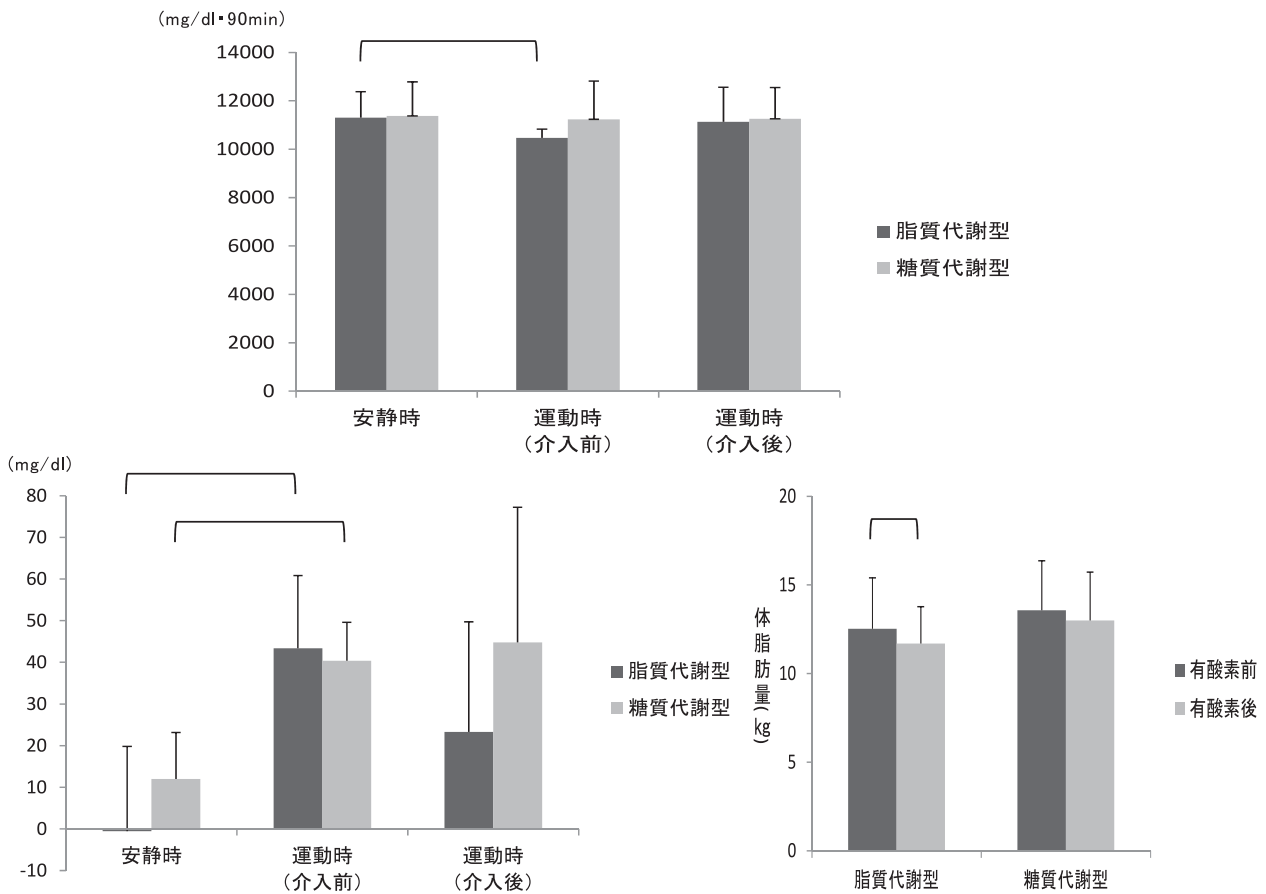 (mg/dl・90min)
14000
12000
10000
8000
6000
4000
2000
0
安静時
運動時
（介入前）
運動時
（介入後）
脂質代謝型
糖質代謝型
(mg/dl)
80
70
60
50
40
30
20
10
0
-10
安静時
運動時
（介入前）
運動時
（介入後）
脂質代謝型
糖質代謝型
体脂肪量(kg)
20
15
10
5
0
脂質代謝型
糖質代謝型
有酸素前
有酸素後